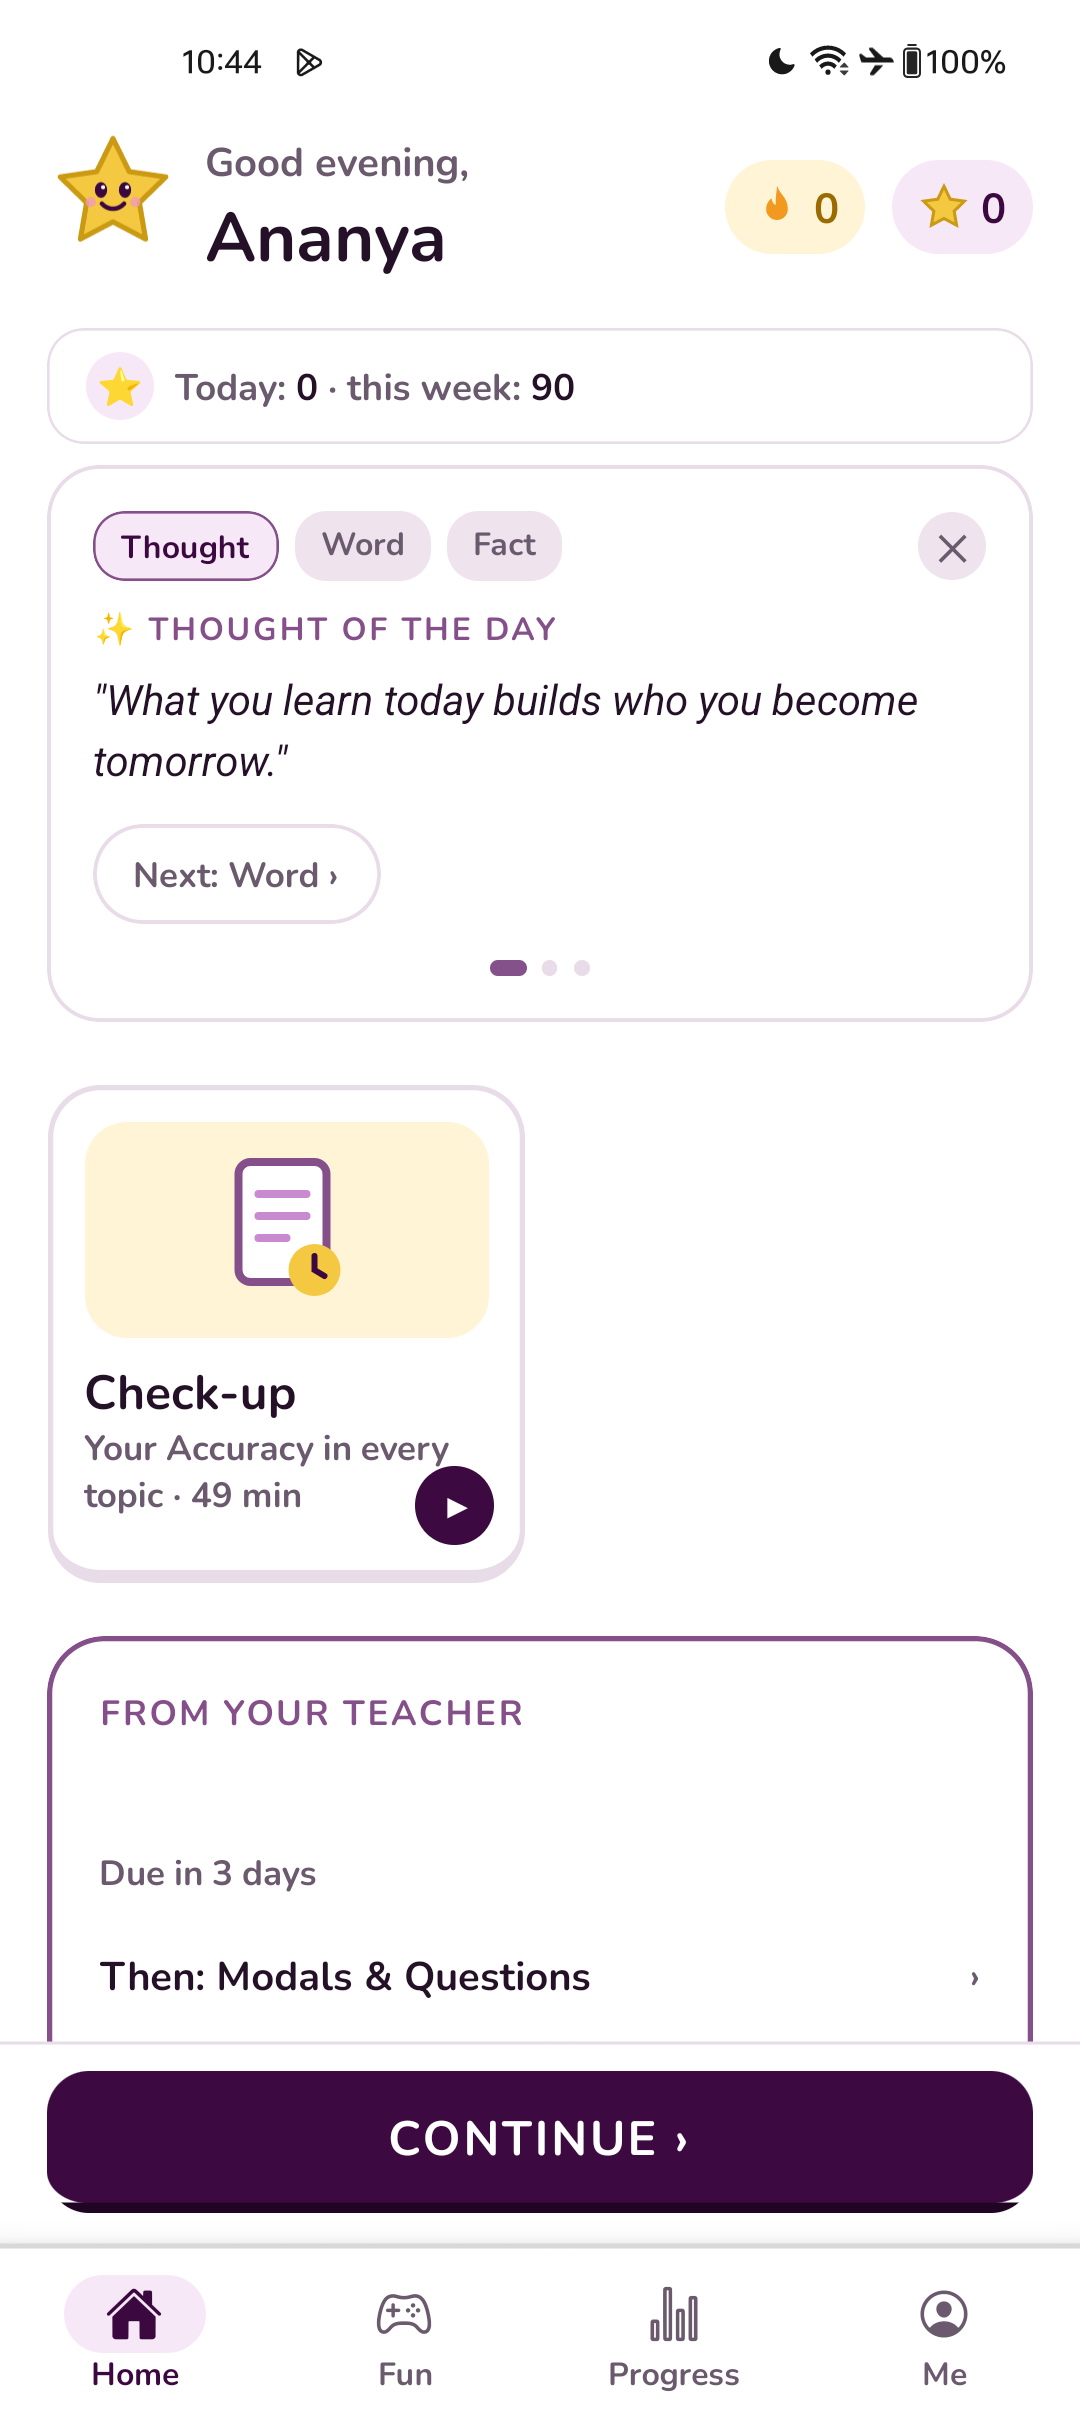 10:44
100%
Good evening,
Ananya
0
0
Today: 0 · this week: 90
Thought
Word
Fact
THOUGHT OF THE DAY
"What you learn today builds who you become
tomorrow."
Next: Word ›
Check-up
Your Accuracy in every
topic · 49 min
FROM YOUR TEACHER
Due in 3 days
Then: Modals & Questions ›
CONTINUE ›
Home
Fun
Progress
Me